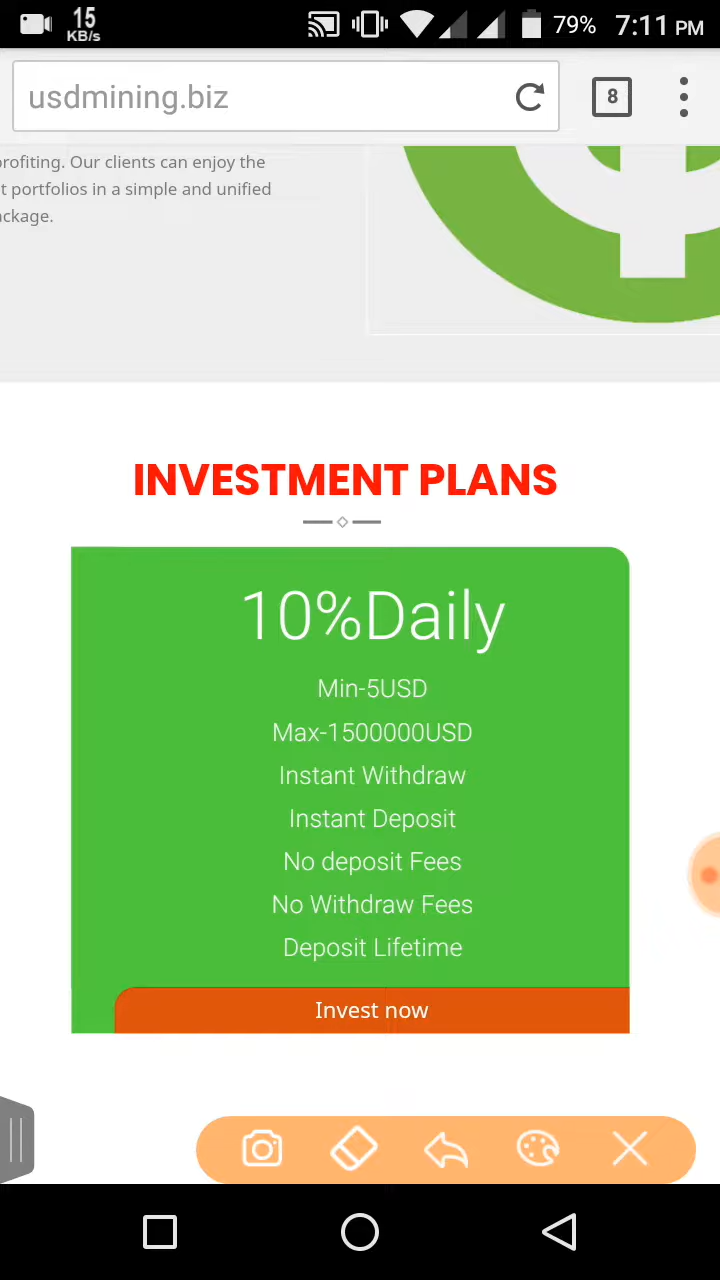 15
KB/s
79%
7:11 PM
usdmining.biz
8
profiting. Our clients can enjoy the
t portfolios in a simple and unified
ackage.
INVESTMENT PLANS
10%Daily
Min-5USD
Max-1500000USD
Instant Withdraw
Instant Deposit
No deposit Fees
No Withdraw Fees
Deposit Lifetime
Invest now